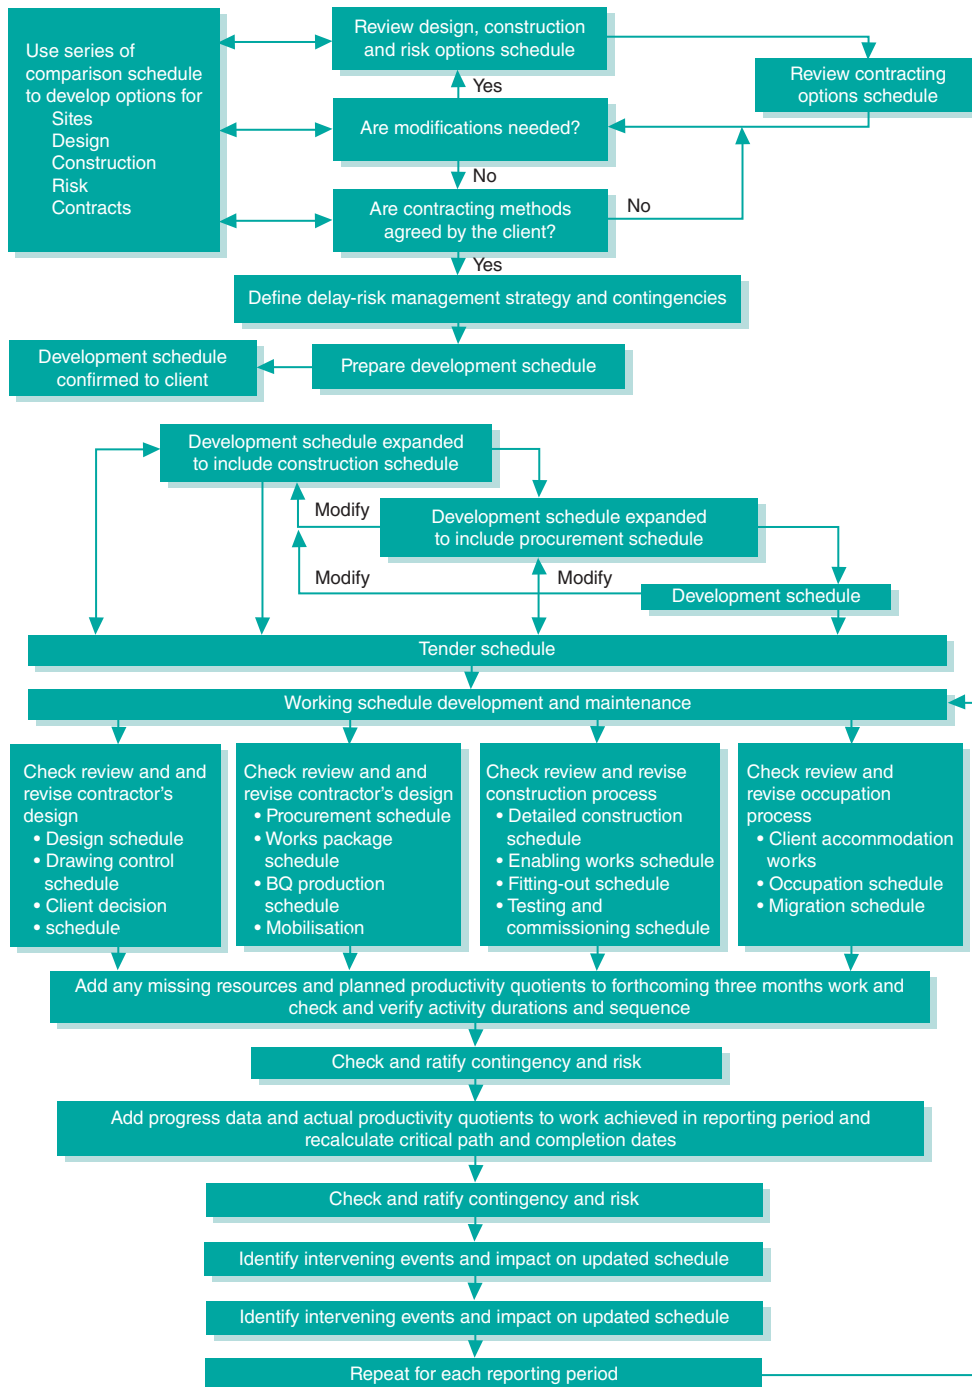 Use series of
comparison schedule
to develop options for
Sites
Design
Construction
Risk
Contracts
Review design, construction
and risk options schedule
Review contracting
options schedule
Yes
Are modifications needed?
No
Are contracting methods
agreed by the client?
No
Yes
Define delay-risk management strategy and contingencies
Development schedule
confirmed to client
Prepare development schedule
Development schedule expanded
to include construction schedule
Modify
Development schedule expanded
to include procurement schedule
Modify
Modify
Development schedule
Tender schedule
Working schedule development and maintenance
Check review and and
revise contractor's
design
• Design schedule
• Drawing control
schedule
• Client decision
• schedule
Check review and and
revise contractor's design
• Procurement schedule
• Works package
schedule
• BQ production
schedule
• Mobilisation
Check review and revise
construction process
• Detailed construction
schedule
• Enabling works schedule
• Fitting-out schedule
• Testing and
commissioning schedule
Check review and
revise occupation
process
• Client accommodation
works
• Occupation schedule
• Migration schedule
Add any missing resources and planned productivity quotients to forthcoming three months work and
check and verify activity durations and sequence
Check and ratify contingency and risk
Add progress data and actual productivity quotients to work achieved in reporting period and
recalculate critical path and completion dates
Check and ratify contingency and risk
Identify intervening events and impact on updated schedule
Identify intervening events and impact on updated schedule
Repeat for each reporting period